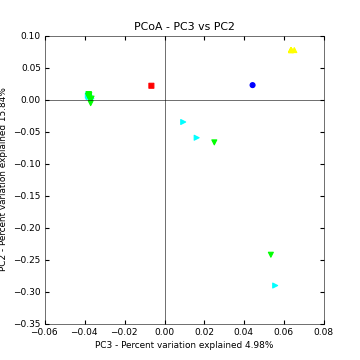 PCoA - PC3 vs PC2
PC2 - Percent variation explained 15.84%
0.10
0.05
0.00
−0.05
−0.10
−0.15
−0.20
−0.25
−0.30
−0.35
−0.06 −0.04 −0.02 0.00 0.02 0.04 0.06 0.08
PC3 - Percent variation explained 4.98%